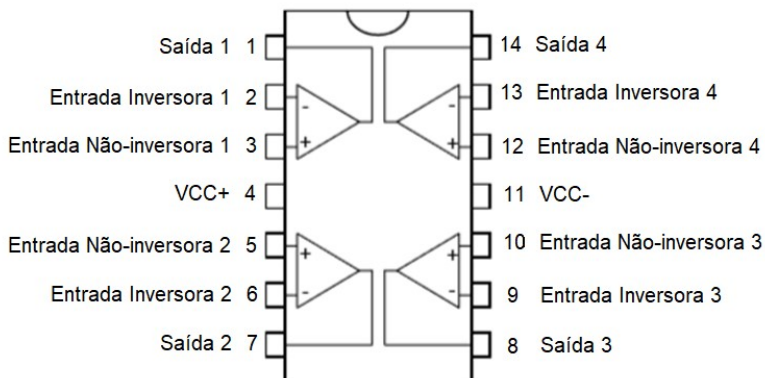 Saída 1 1
14 Saída 4
Entrada Inversora 1 2
13 Entrada Inversora 4
- -
Entrada Não-inversora 1 3
+ +
12 Entrada Não-inversora 4
VCC+ 4
11 VCC-
Entrada Não-inversora 2 5
+ +
10 Entrada Não-inversora 3
Entrada Inversora 2 6
- -
9 Entrada Inversora 3
Saída 2 7
8 Saída 3